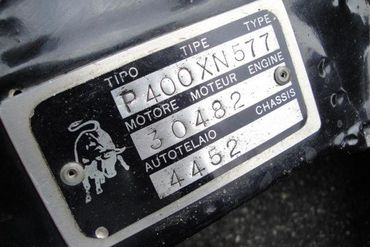 TIPO TIPE TYPE
P400XN577
MOTORE MOTEUR ENGINE
30482
AUTOTELAIO CHASSIS
4452